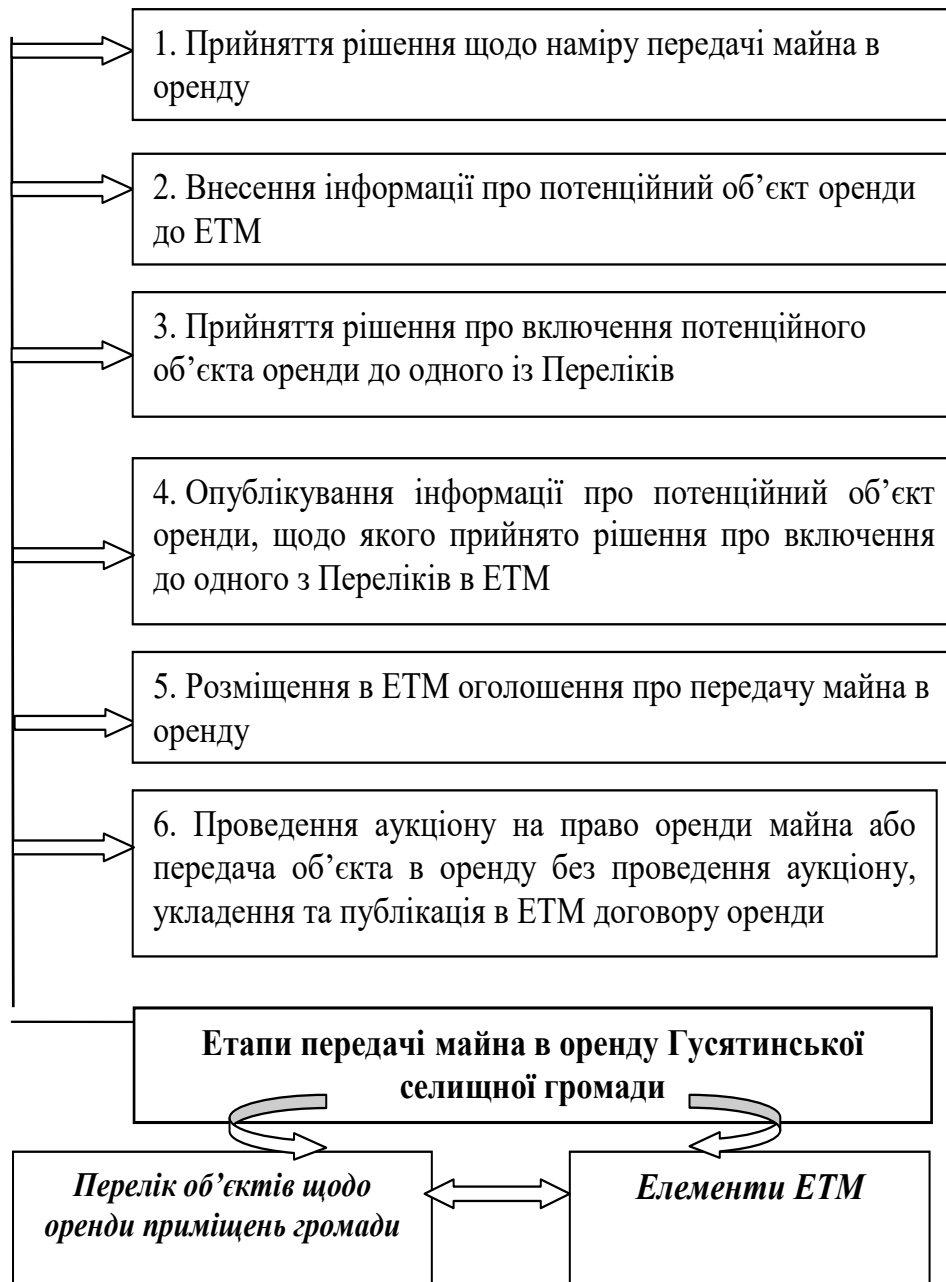 1. Прийняття рішення щодо наміру передачі майна в
оренду
2. Внесення інформації про потенційний об’єкт оренди
до ЕТМ
3. Прийняття рішення про включення потенційного
об’єкта оренди до одного із Переліків
4. Опублікування інформації про потенційний об’єкт
оренди, щодо якого прийнято рішення про включення
до одного з Переліків в ЕТМ
5. Розміщення в ЕТМ оголошення про передачу майна в
оренду
6. Проведення аукціону на право оренди майна або
передача об’єкта в оренду без проведення аукціону,
укладення та публікація в ЕТМ договору оренди
Етапи передачі майна в оренду Гусятинської
селищної громади
Перелік об’єктів щодо
оренди приміщень громади
Елементи ЕТМ